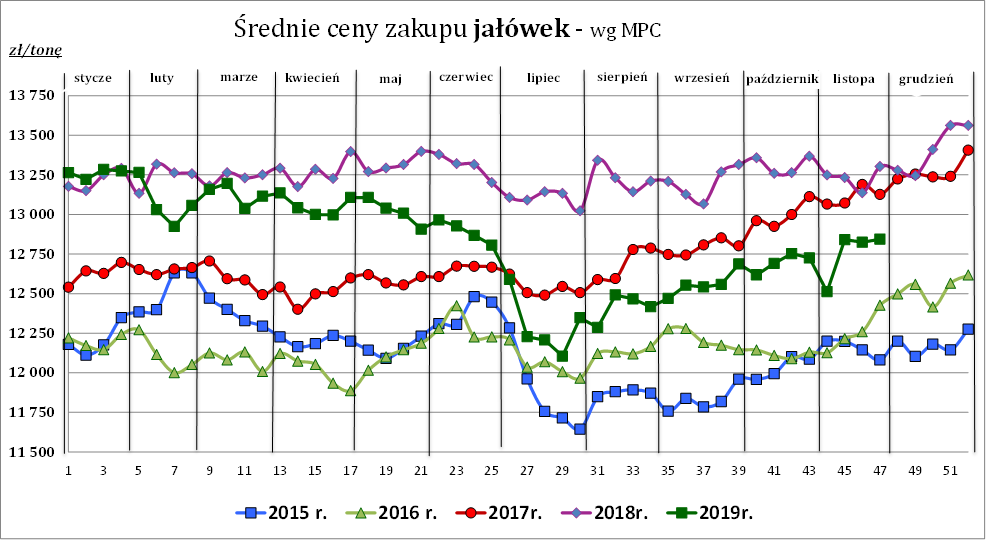 Średnie ceny zakupu jałówek - wg MPC
zł/tonę
stycze luty marze kwiecień maj czerwiec lipiec sierpień wrzesień październik listopa grudzień
13 750
13 500
13 250
13 000
12 750
12 500
12 250
12 000
11 750
11 500
1 3 5 7 9 11 13 15 17 19 21 23 25 27 29 31 33 35 37 39 41 43 45 47 49 51
2015 r. 2016 r. 2017r. 2018r. 2019r.